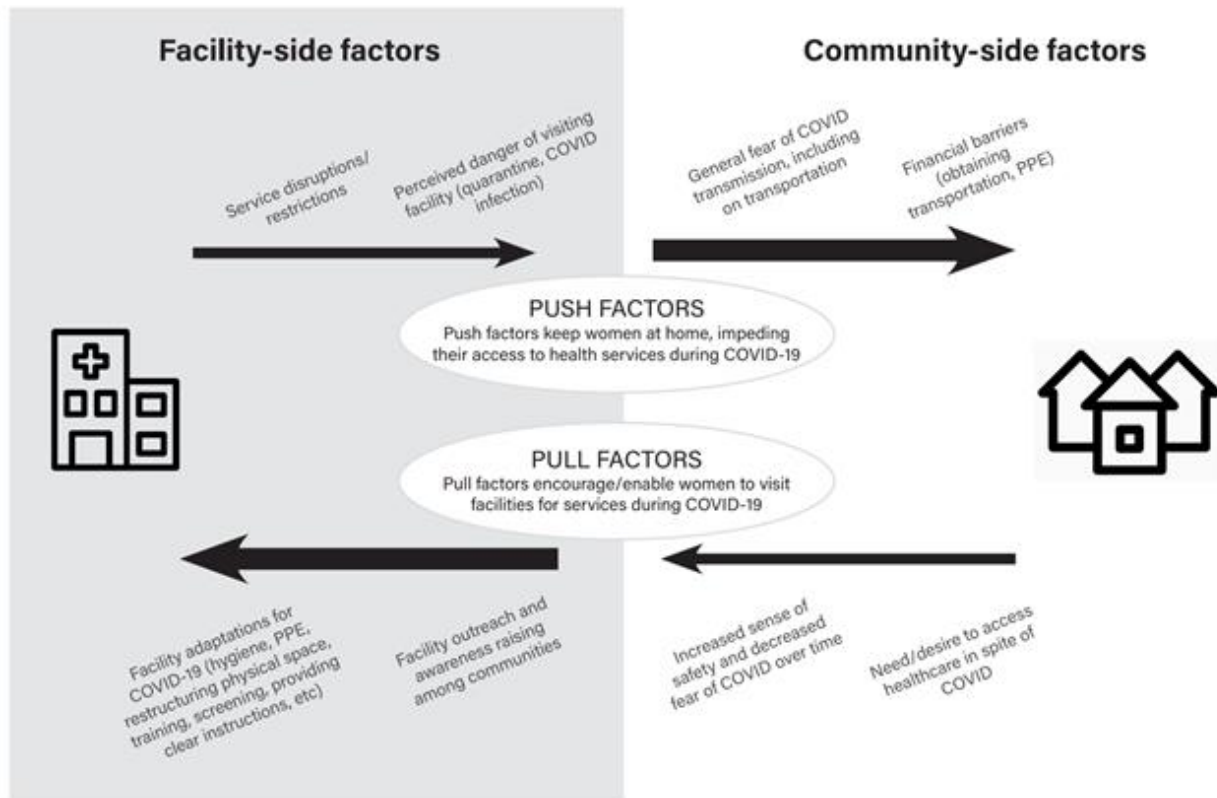 Facility-side factors
Community-side factors
Service disruptions/
restrictions
Perceived danger of visiting
facility (quarantine, COVID
infection)
General fear of COVID
transmission, including
on transportation
Financial barriers
(obtaining
transportation, PPE)
PUSH FACTORS
Push factors keep women at home, impeding
their access to health services during COVID-19
PULL FACTORS
Pull factors encourage/enable women to visit
facilities for services during COVID-19
Facility adaptations for
COVID-19 (hygiene, PPE,
restructuring physical space,
training, screening, providing
clear instructions, etc)
Facility outreach and
awareness raising
among communities
Increased sense of
safety and decreased
fear of COVID over time
Need/desire to access
healthcare in spite of
COVID